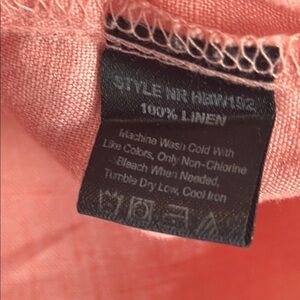 STYLE NR HBW192
100% LINEN
Machine Wash Cold With
Like Colors, Only Non-Chlorine
Bleach When Needed,
Tumble Dry Low, Cool Iron